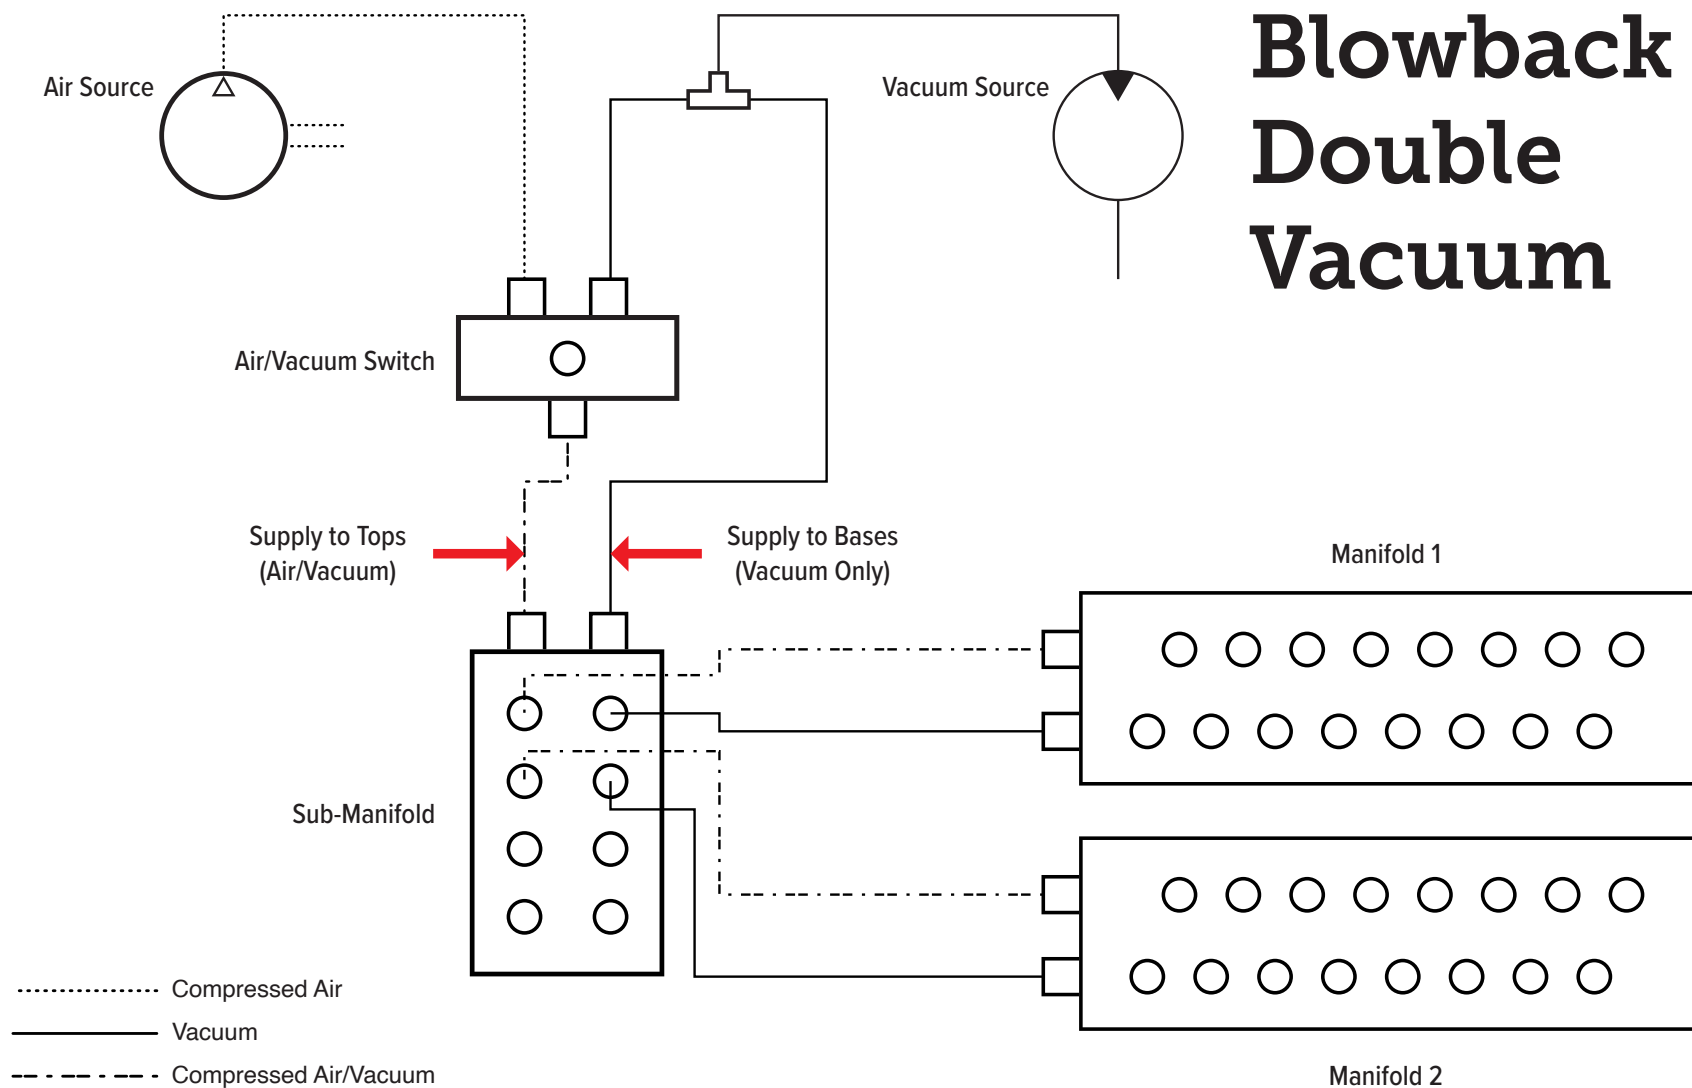 Blowback
Double
Vacuum
Air Source
Vacuum Source
Air/Vacuum Switch
Supply to Tops
(Air/Vacuum)
Supply to Bases
(Vacuum Only)
Manifold 1
Sub-Manifold
Compressed Air
Vacuum
Compressed Air/Vacuum
Manifold 2